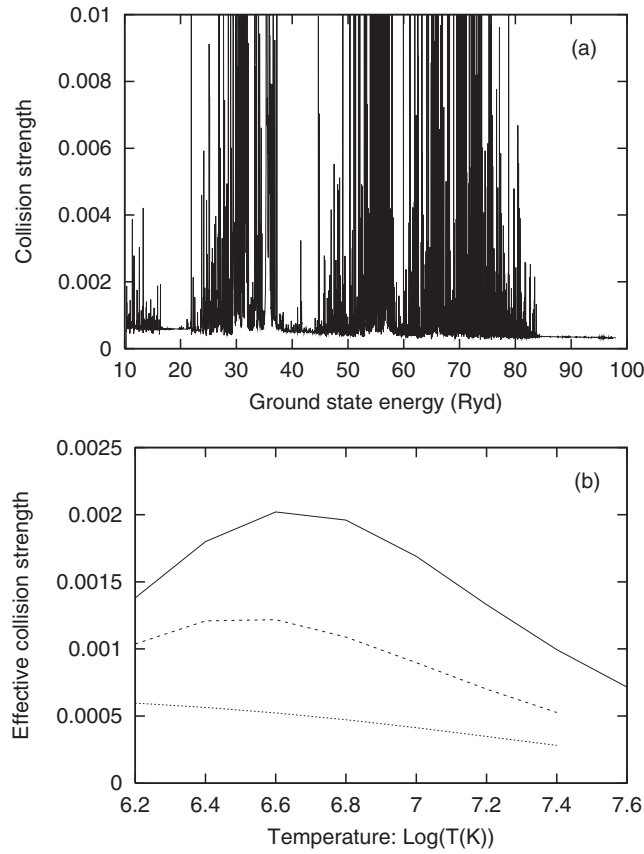 0.01
(a)
0.008
0.006
0.004
0.002
0
Collision strength
10 20 30 40 50 60 70 80 90 100
Ground state energy (Ryd)
0.0025
(b)
0.002
0.0015
0.001
0.0005
0
Effective collision strength
6.2 6.4 6.6 6.8 7 7.2 7.4 7.6
Temperature: Log(T(K))